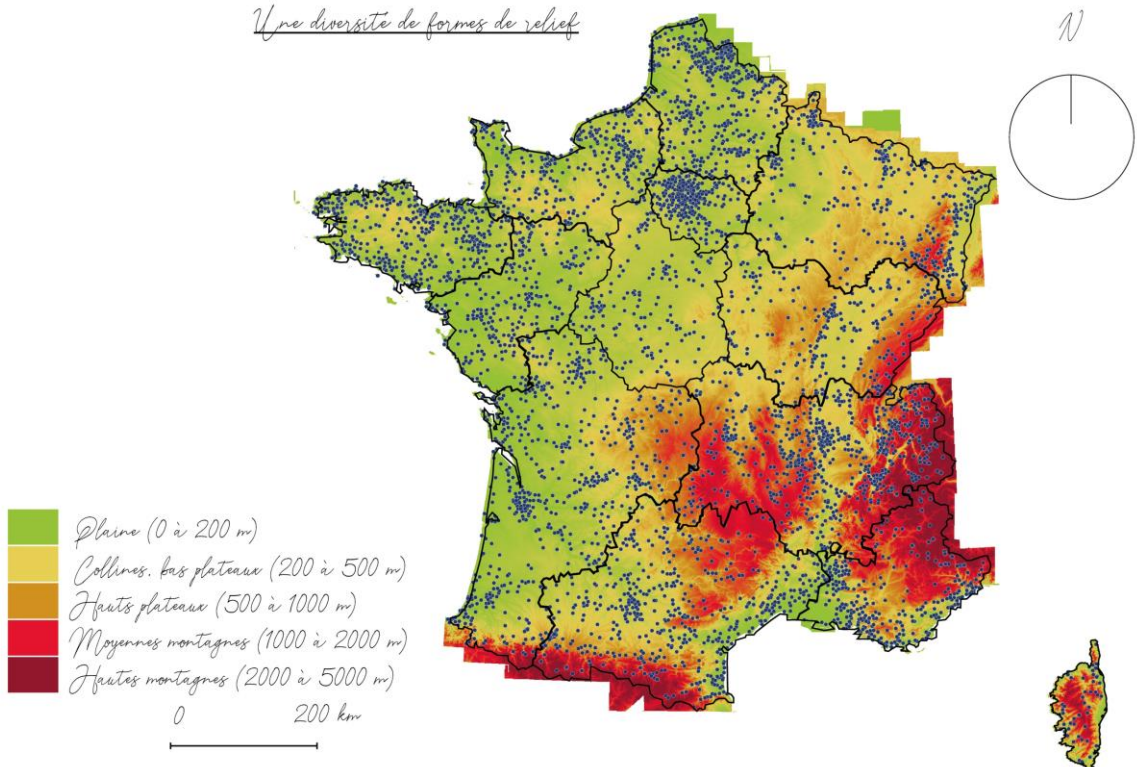 Une diversité de formes de relief
N
Plaine (0 à 200 m)
Collines, bas plateaux (200 à 500 m)
Hauts plateaux (500 à 1000 m)
Moyennes montagnes (1000 à 2000 m)
Hautes montagnes (2000 à 5000 m)
0 200 km